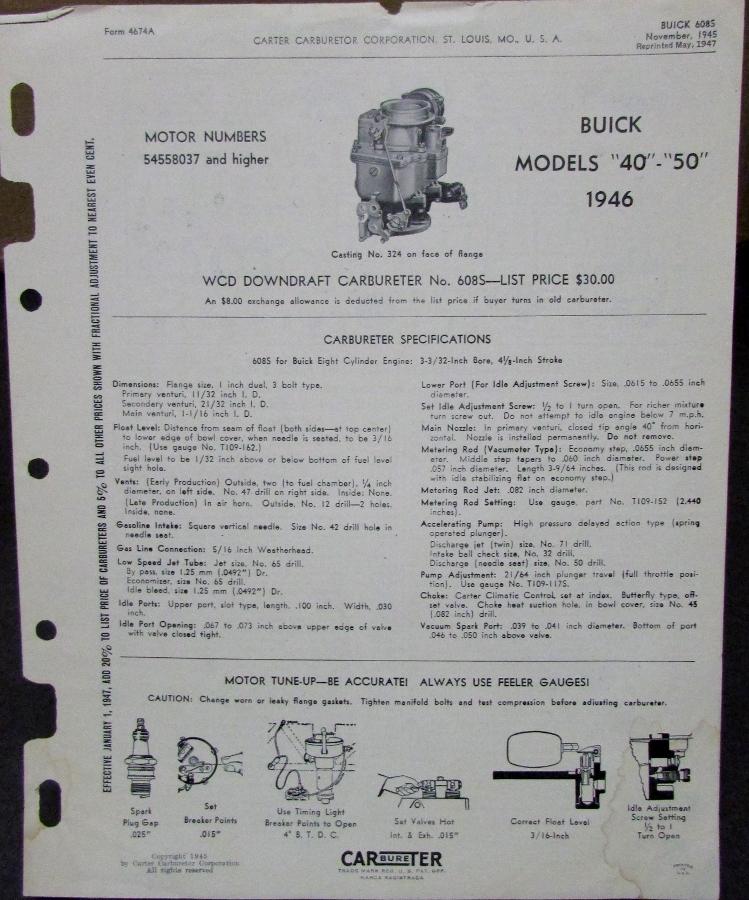 Form 4674A
CARTER CARBURETOR CORPORATION, ST. LOUIS, MO., U. S. A.
BUICK 608S
November, 1945
Reprinted May, 1947
MOTOR NUMBERS
54558037 and higher
BUICK
MODELS "40"-"50"
1946
Casting No. 324 on face of flange
WCD DOWNDRAFT CARBURETER No. 608S—LIST PRICE $30.00
An $8.00 exchange allowance is deducted from the list price if buyer turns in old carbureter.
EFFECTIVE JANUARY 1, 1947, ADD 20% TO LIST PRICE OF CARBURETERS AND 5% TO ALL OTHER PRICES SHOWN WITH FRACTIONAL ADJUSTMENT TO NEAREST EVEN CENT.
CARBURETER SPECIFICATIONS
608S for Buick Eight Cylinder Engine: 3-3/32-Inch Bore, 4⅛-Inch Stroke
Dimensions: Flange size, 1 inch dual, 3 bolt type.
Primary venturi, 11/32 inch I. D.
Secondary venturi, 21/32 inch I. D.
Main venturi, 1-1/16 inch I. D.
Float Level: Distance from seam of float (both sides—at top center)
to lower edge of bowl cover, when needle is seated, to be 3/16
inch. (Use gauge No. T109-162.)
Fuel level to be 1/32 inch above or below bottom of fuel level
sight hole.
Vents: (Early Production) Outside, two (to fuel chamber), ¼ inch
diameter, on left side. No. 47 drill on right side. Inside: None.
(Late Production) In air horn. Outside, No. 12 drill—2 holes.
Inside, none.
Gasoline Intake: Square vertical needle. Size No. 42 drill hole in
needle seat.
Gas Line Connection: 5/16 inch Weatherhead.
Low Speed Jet Tube: Jet size, No. 65 drill.
By pass, size 1.25 mm (.0492") Dr.
Economizer, size No. 65 drill.
Idle bleed, size 1.25 mm (.0492") Dr.
Idle Ports: Upper port, slot type, length, .100 inch. Width, .030
inch.
Idle Port Opening: .067 to .073 inch above upper edge of valve
with valve closed tight.
Lower Port (For Idle Adjustment Screw): Size, .0615 to .0655 inch
diameter.
Set Idle Adjustment Screw: ½ to 1 turn open. For richer mixture
turn screw out. Do not attempt to idle engine below 7 m.p.h.
Main Nozzle: In primary venturi, closed tip angle 40° from hori-
zontal. Nozzle is installed permanently. Do not remove.
Metering Rod (Vacumeter Type): Economy step, .0655 inch diam-
eter. Middle step tapers to .060 inch diameter. Power step
.057 inch diameter. Length 3-9/64 inches. (This rod is designed
with idle stabilizing flat on economy step.)
Metering Rod Jet: .082 inch diameter.
Metering Rod Setting: Use gauge, part No. T109-152 (2.440
inches).
Accelerating Pump: High pressure delayed action type (spring
operated plunger).
Discharge jet (twin) size, No. 71 drill.
Intake ball check size, No. 32 drill.
Discharge (needle seat) size, No. 50 drill.
Pump Adjustment: 21/64 inch plunger travel (full throttle posi-
tion). Use gauge No. T109-117S.
Choke: Carter Climatic Control, set at index. Butterfly type, off-
set valve. Choke heat suction hole, in bowl cover, size No. 45
(.082 inch) drill.
Vacuum Spark Port: .039 to .041 inch diameter. Bottom of port
.046 to .050 inch above valve.
MOTOR TUNE-UP—BE ACCURATE! ALWAYS USE FEELER GAUGES!
CAUTION: Change worn or leaky flange gaskets. Tighten manifold bolts and test compression before adjusting carbureter.
Spark
Plug Gap
.025"
Set
Breaker Points
.015"
Use Timing Light
Breaker Points to Open
4° B. T. D. C.
Set Valves Hot
Int. & Exh. .015"
Correct Float Level
3/16-Inch
Idle Adjustment
Screw Setting
½ to 1
Turn Open
Copyright 1945
by Carter Carburetor Corporation
All rights reserved
CARBURETER
TRADE MARK REG. U. S. PAT. OFF.
MARCA REGISTRADA
PRINTED
IN
U.S.A.